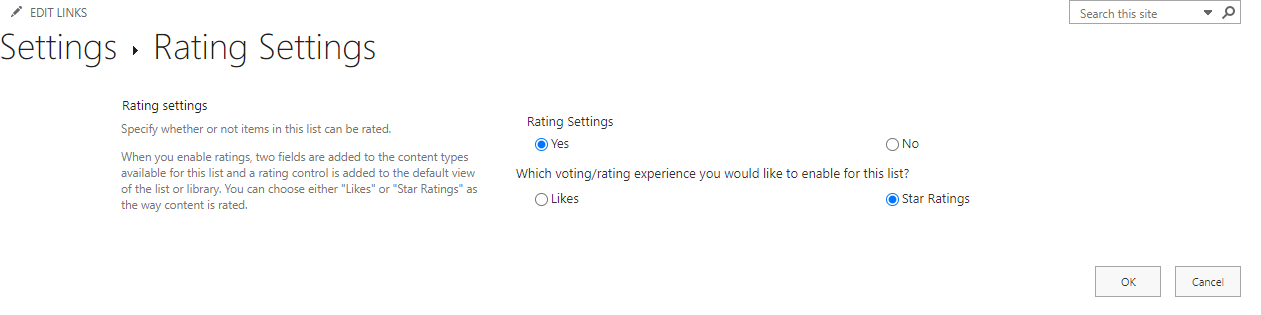 EDIT LINKS
Search this site
Settings ▸ Rating Settings
Rating settings
Specify whether or not items in this list can be rated.
When you enable ratings, two fields are added to the content types
available for this list and a rating control is added to the default view
of the list or library. You can choose either "Likes" or "Star Ratings" as
the way content is rated.
Rating Settings
Yes
No
Which voting/rating experience you would like to enable for this list?
Likes
Star Ratings
OK
Cancel